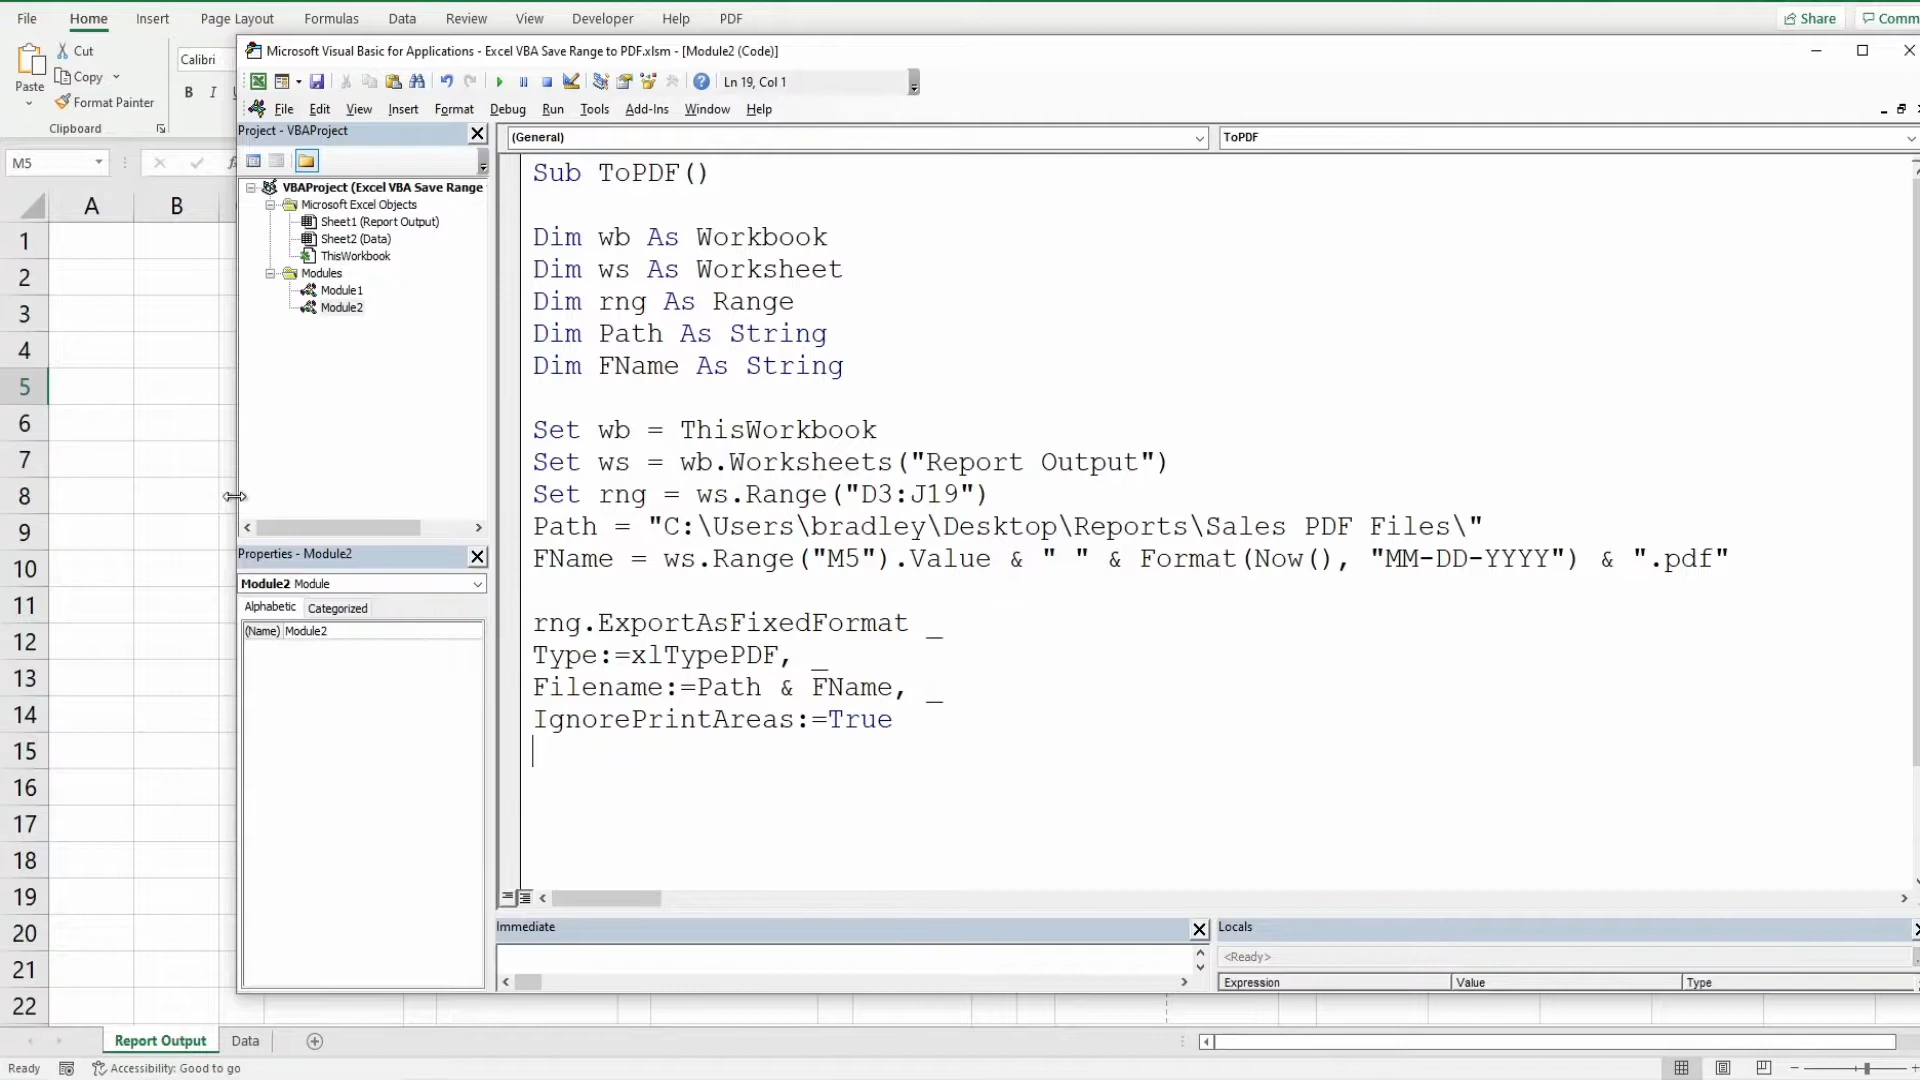 File Home Insert Page Layout Formulas Data Review View Developer Help PDF Share Comm
Cut
Copy
Paste
Format Painter
Calibri
B I U
Clipboard
M5
Microsoft Visual Basic for Applications - Excel VBA Save Range to PDF.xlsm - [Module2 (Code)]
Ln 19, Col 1
File Edit View Insert Format Debug Run Tools Add-Ins Window Help
Project - VBAProject
VBAProject (Excel VBA Save Range
Microsoft Excel Objects
Sheet1 (Report Output)
Sheet2 (Data)
ThisWorkbook
Modules
Module1
Module2
Properties - Module2
Module2 Module
Alphabetic Categorized
(Name) Module2
(General) ToPDF
Sub ToPDF()
Dim wb As Workbook
Dim ws As Worksheet
Dim rng As Range
Dim Path As String
Dim FName As String
Set wb = ThisWorkbook
Set ws = wb.Worksheets("Report Output")
Set rng = ws.Range("D3:J19")
Path = "C:\Users\bradley\Desktop\Reports\Sales PDF Files\"
FName = ws.Range("M5").Value & " " & Format(Now(), "MM-DD-YYYY") & ".pdf"
rng.ExportAsFixedFormat _
Type:=xlTypePDF, _
Filename:=Path & FName, _
IgnorePrintAreas:=True
Immediate
Locals
<Ready>
Expression Value Type
A B
1
2
3
4
5
6
7
8
9
10
11
12
13
14
15
16
17
18
19
20
21
22
Report Output Data
Ready Accessibility: Good to go